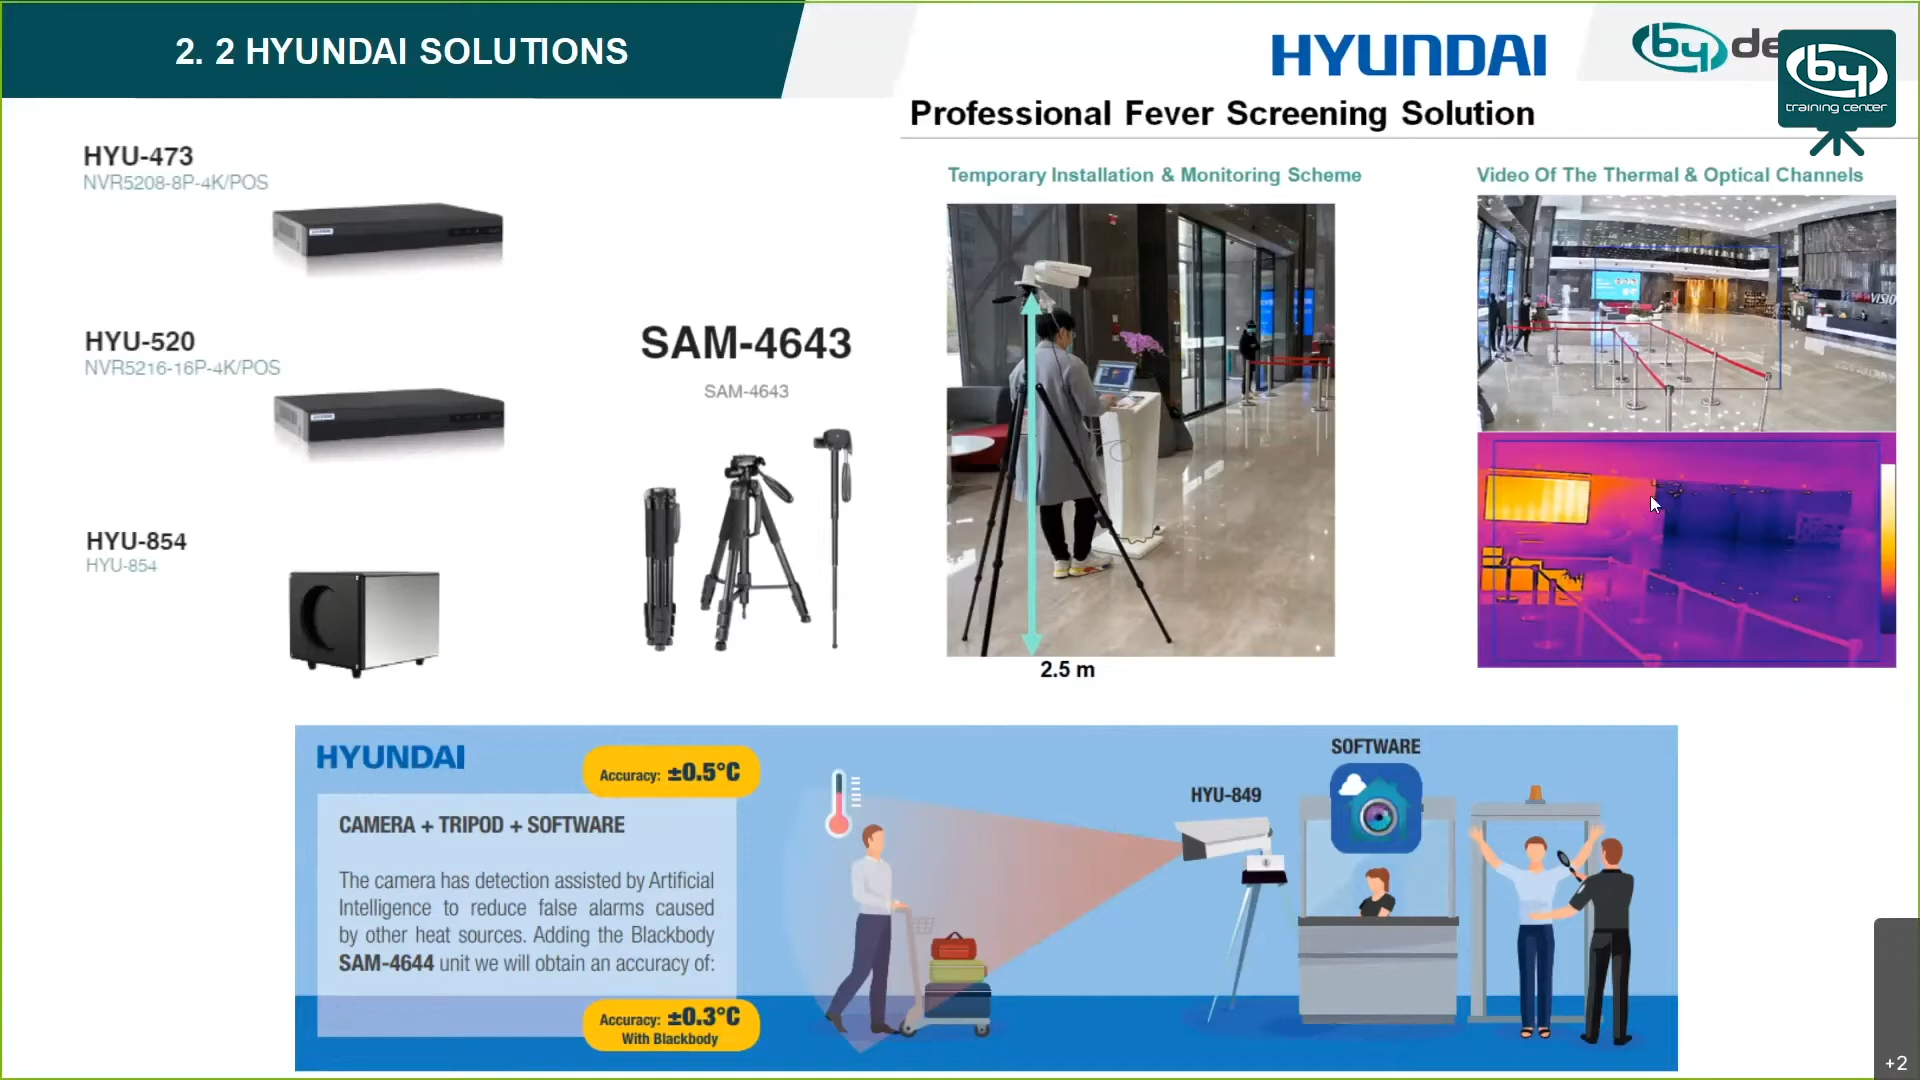 2. 2 HYUNDAI SOLUTIONS
HYUNDAI
by de
by
training center
Professional Fever Screening Solution
HYU-473
NVR5208-8P-4K/POS
HYU-520
NVR5216-16P-4K/POS
HYU-854
HYU-854
SAM-4643
SAM-4643
Temporary Installation & Monitoring Scheme
2.5 m
Video Of The Thermal & Optical Channels
VISIO
HYUNDAI
Accuracy: ±0.5°C
CAMERA + TRIPOD + SOFTWARE
The camera has detection assisted by Artificial
Intelligence to reduce false alarms caused
by other heat sources. Adding the Blackbody
SAM-4644 unit we will obtain an accuracy of:
Accuracy: ±0.3°C
With Blackbody
HYU-849
SOFTWARE
+2